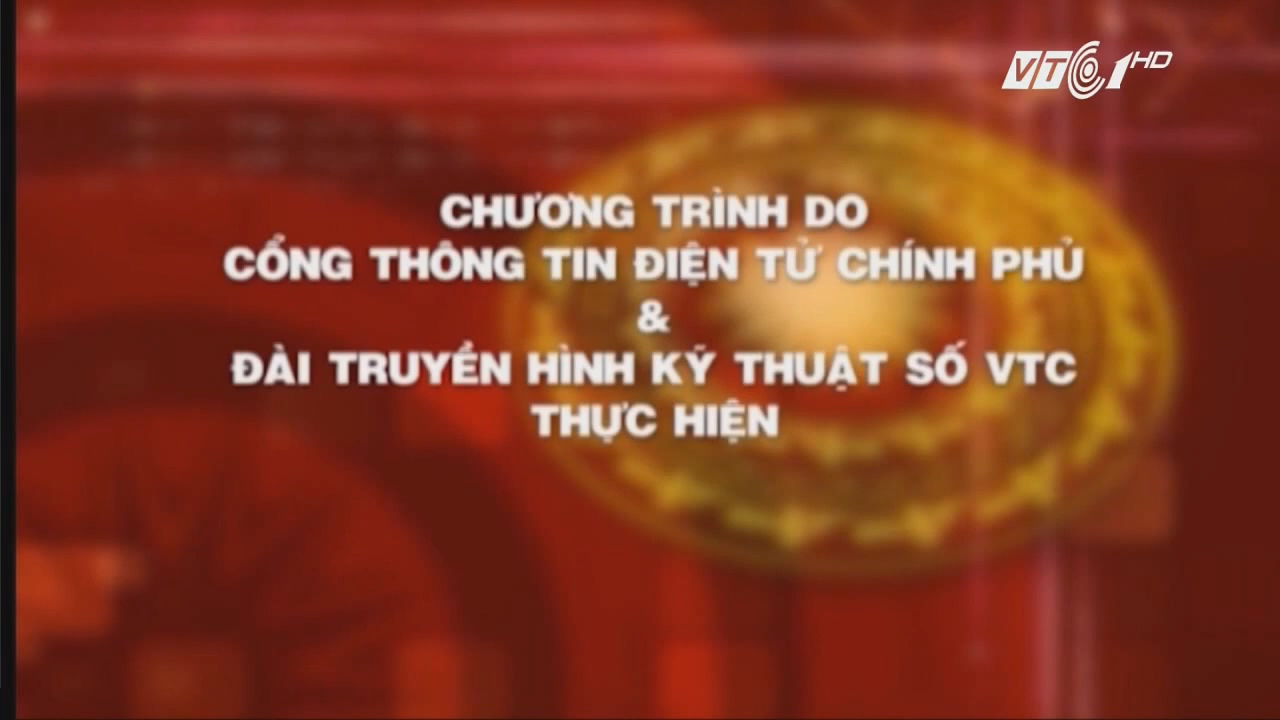 VTC1 HD
CHƯƠNG TRÌNH DO
CỔNG THÔNG TIN ĐIỆN TỬ CHÍNH PHỦ
&
ĐÀI TRUYỀN HÌNH KỸ THUẬT SỐ VTC
THỰC HIỆN